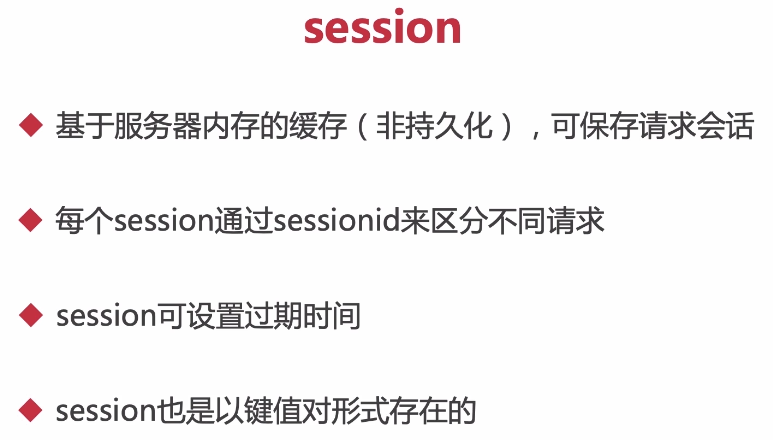 session
基于服务器内存的缓存（非持久化），可保存请求会话
每个session通过sessionid来区分不同请求
session可设置过期时间
session也是以键值对形式存在的